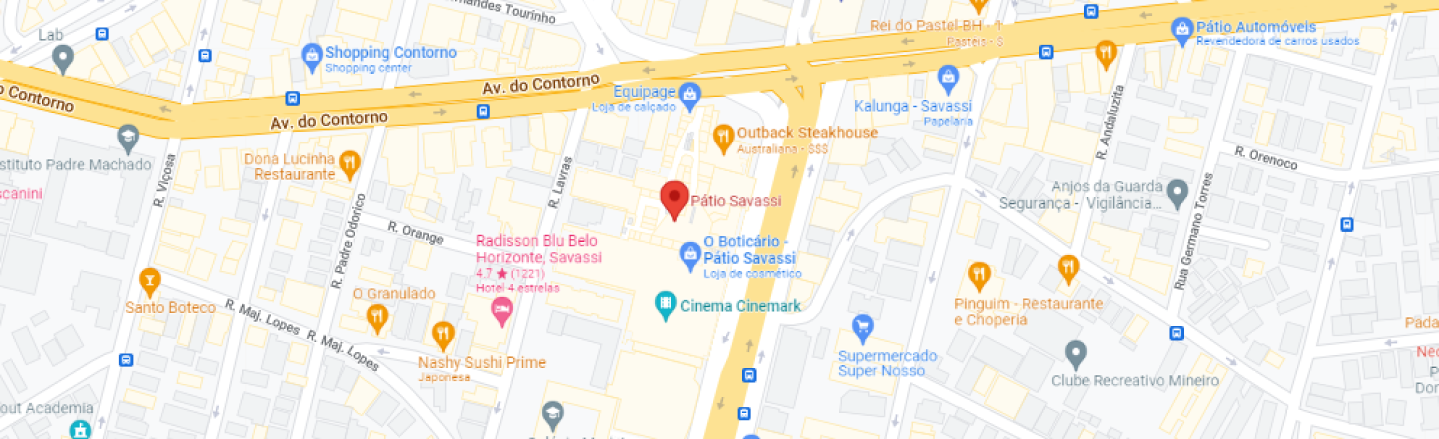 ernandes Tourinho
Lab
Shopping Contorno
Shopping center
Av. do Contorno
Rei do Pastel-BH - 1
Pastéis - $
Pátio Automóveis
Revendedora de carros usados
o Contorno
Av. do Contorno
Equipage
Loja de calçado
Kalunga - Savassi
Papelaria
Outback Steakhouse
Australiana - $$$
R. Andaluzita
stituto Padre Machado
Dona Lucinha
Restaurante
R. Viçosa
R. Lavras
R. Orenoco
scanini
R. Padre Odorico
Pátio Savassi
Anjos da Guarda
Segurança - Vigilância...
Rua Germano Torres
R. Orange
Radisson Blu Belo
Horizonte, Savassi
4.7 ★ (1221)
Hotel 4 estrelas
O Boticário -
Pátio Savassi
Loja de cosmético
Santo Boteco
O Granulado
Cinema Cinemark
Pinguim - Restaurante
e Choperia
R. Maj. Lopes
R. Maj. Lopes
Nashy Sushi Prime
Japonesa
Supermercado
Super Nosso
Clube Recreativo Mineiro
Pada
Nec
P
Dor
out Academia